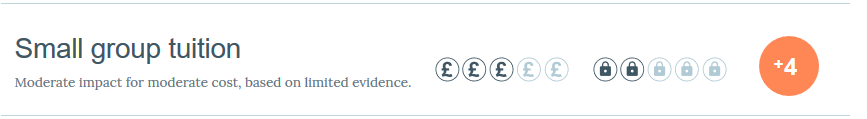 Small group tuition
Moderate impact for moderate cost, based on limited evidence.
£ £ £ £ £
+4